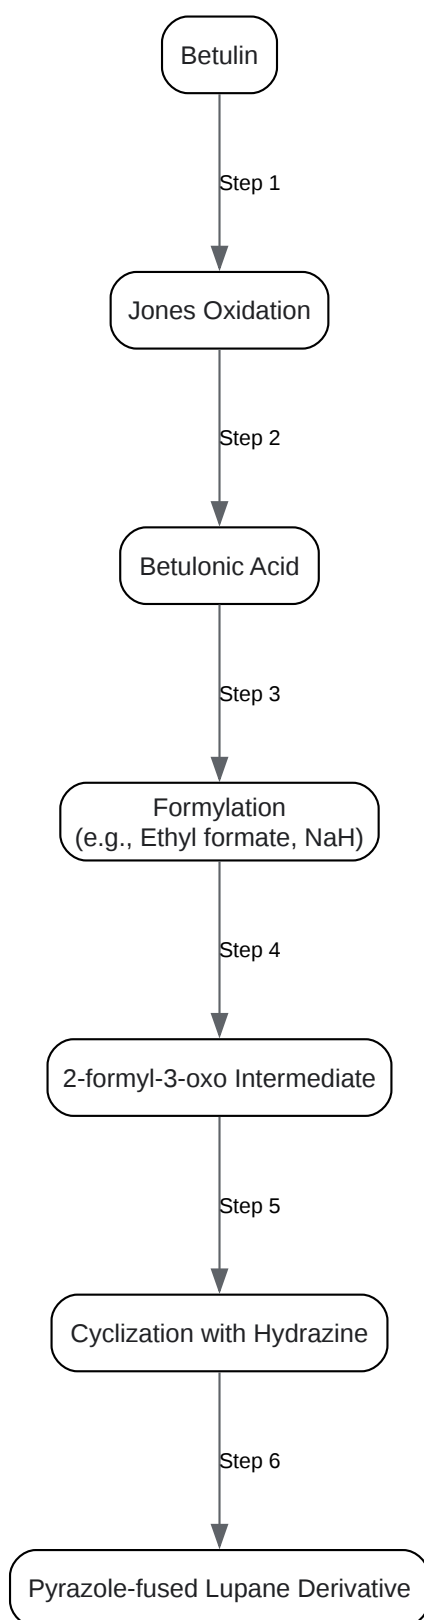 Betulin
Step 1
Jones Oxidation
Step 2
Betulonic Acid
Step 3
Formylation
(e.g., Ethyl formate, NaH)
Step 4
2-formyl-3-oxo Intermediate
Step 5
Cyclization with Hydrazine
Step 6
Pyrazole-fused Lupane Derivative